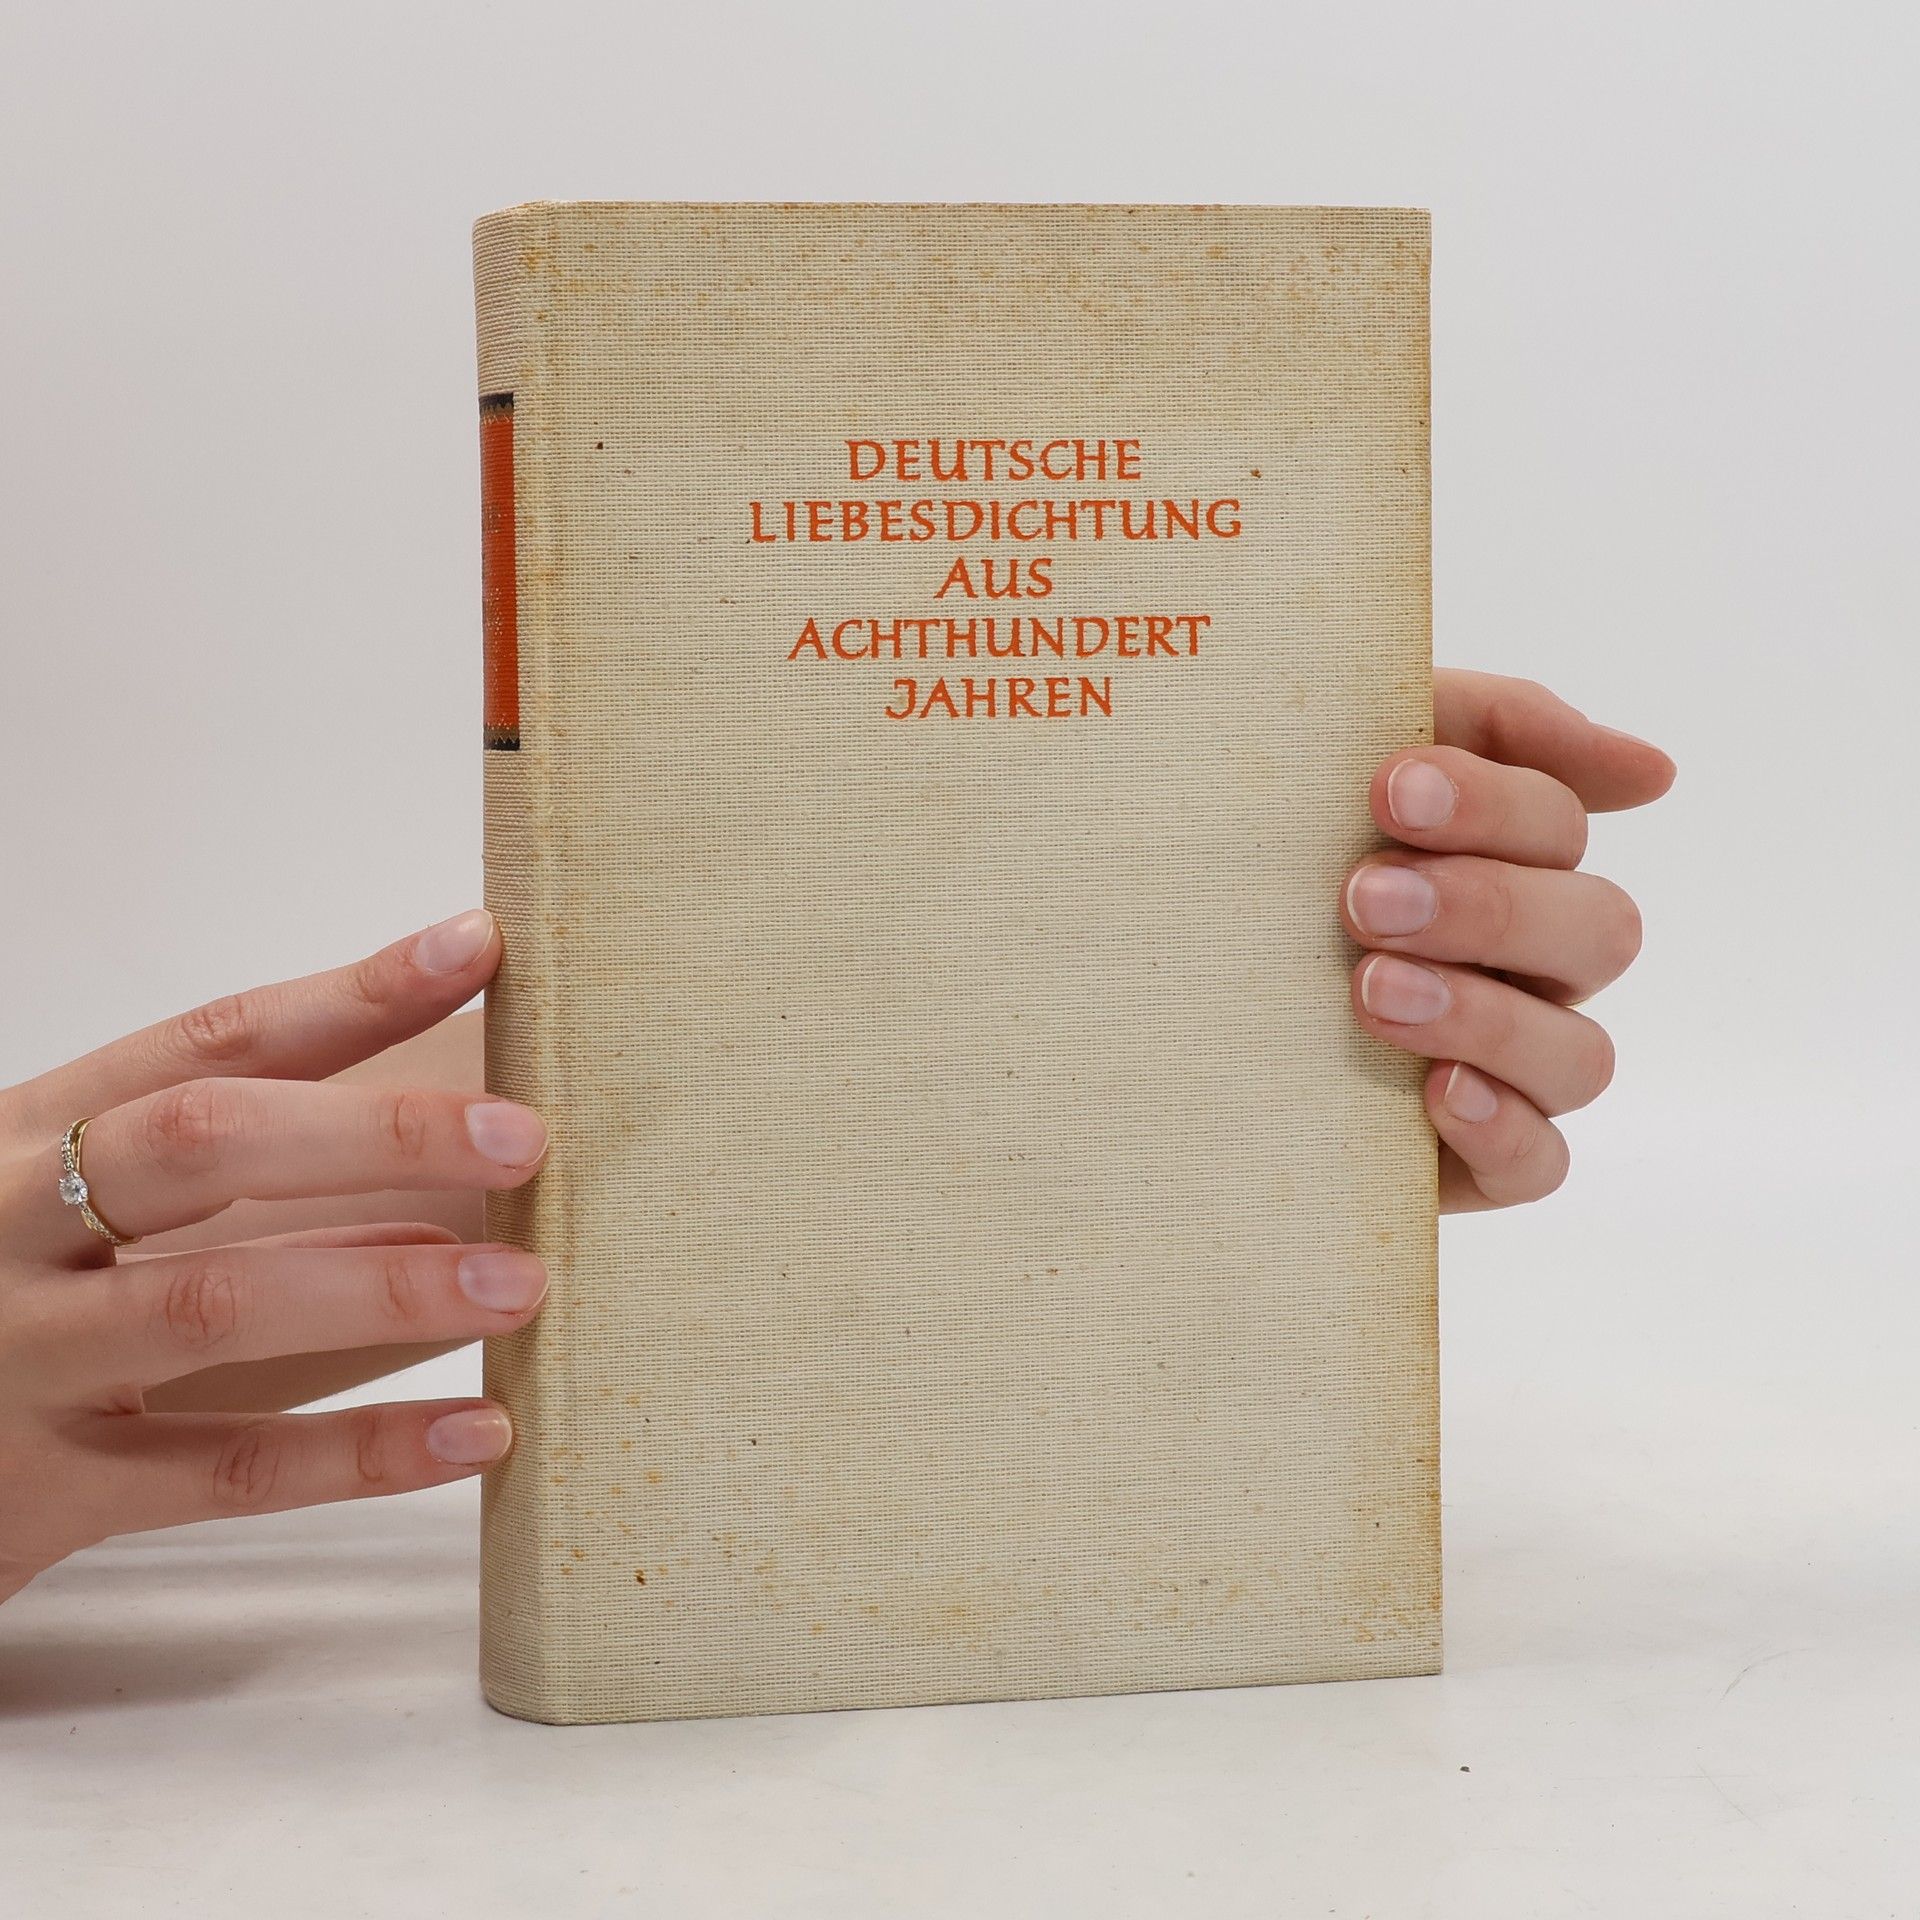 DEUTSCHE
LIEBESDICHTUNG
AUS
ACHTHUNDERT
JAHREN